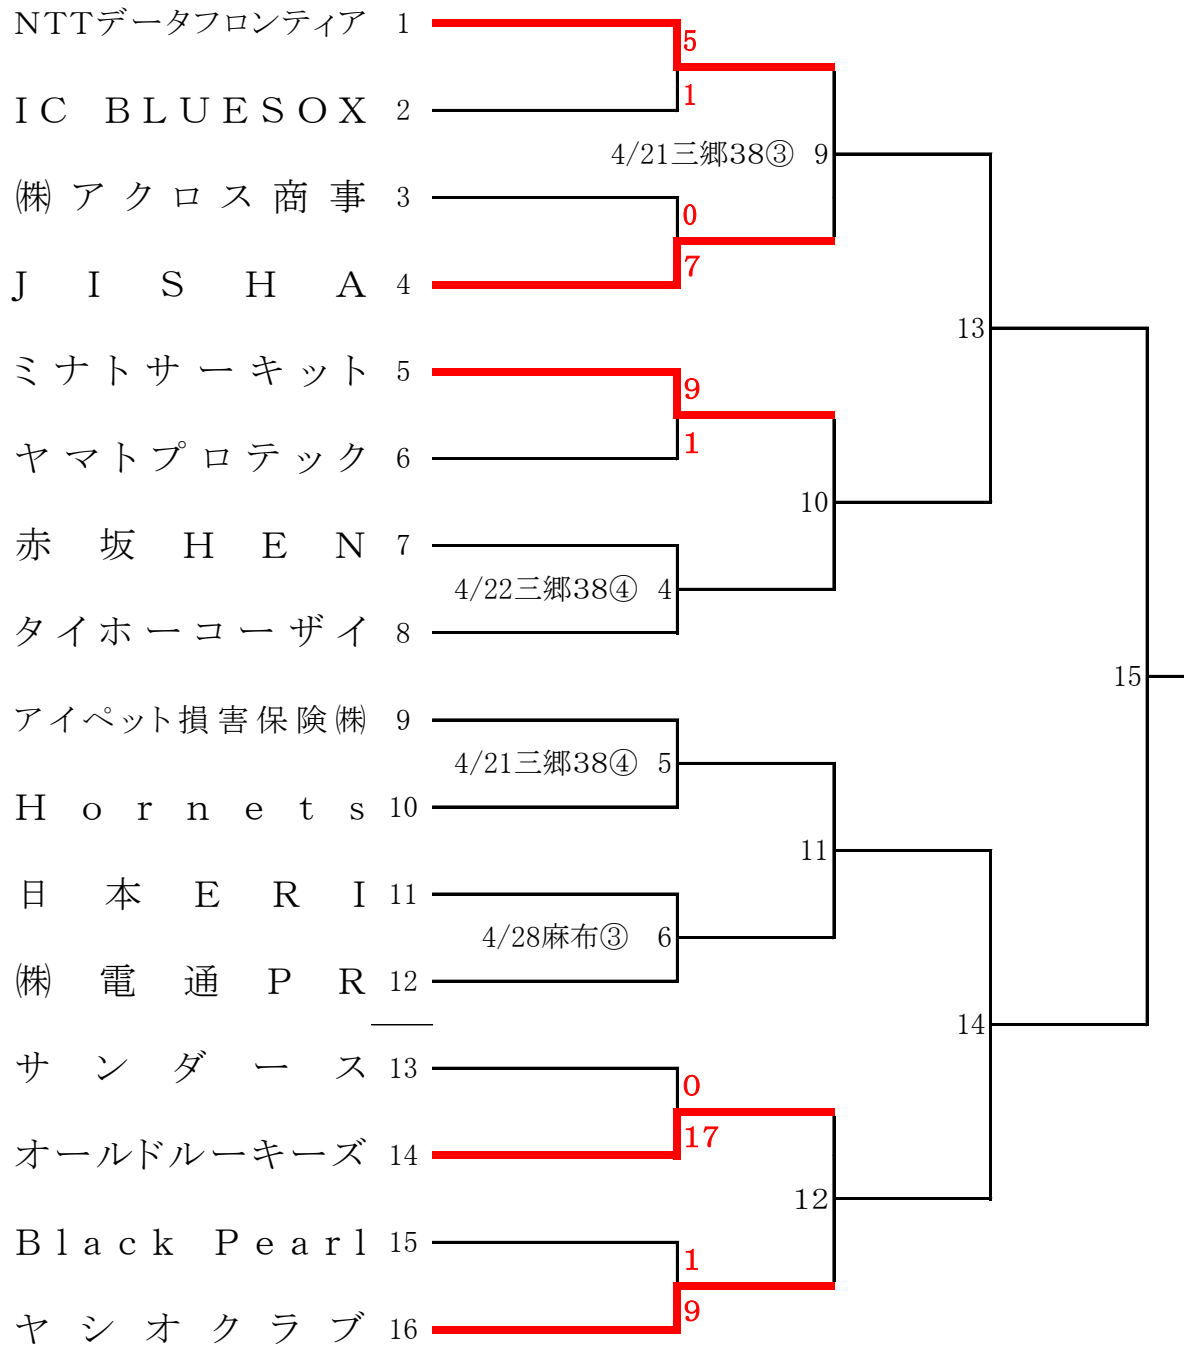 NTTデータフロンティア 1
5
1
IC BLUESOX 2
4/21三郷38③ 9
㈱アクロス商事 3
0
7
JISHA 4
13
ミナトサーキット 5
9
1
ヤマトプロテック 6
10
赤坂HEN 7
4/22三郷38④ 4
タイホーコーザイ 8
15
アイペット損害保険㈱ 9
4/21三郷38④ 5
Hornets 10
11
日本ERI 11
4/28麻布③ 6
㈱電通PR 12
14
サンダース 13
0
17
オールドルーキーズ 14
12
Black Pearl 15
1
9
ヤシオクラブ 16